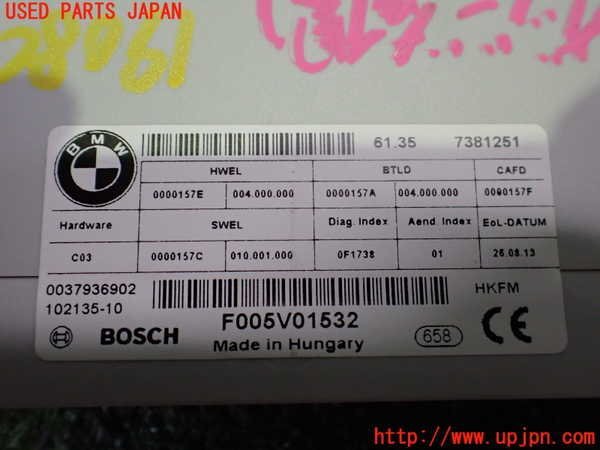 USED PARTS JAPAN
BMW
61.35 7381251
HWEL BTLD CAFD
0000157E 004.000.000 0000157A 004.000.000 0000157F
Hardware SWEL Diag. Index Aend. Index EoL-DATUM
C03 0000157C 010.001.000 0F1738 01 26.08.13
0037936902 HKFM
102135-10
BOSCH F005V01532 658 CE
Made in Hungary
http://www.upjpn.com